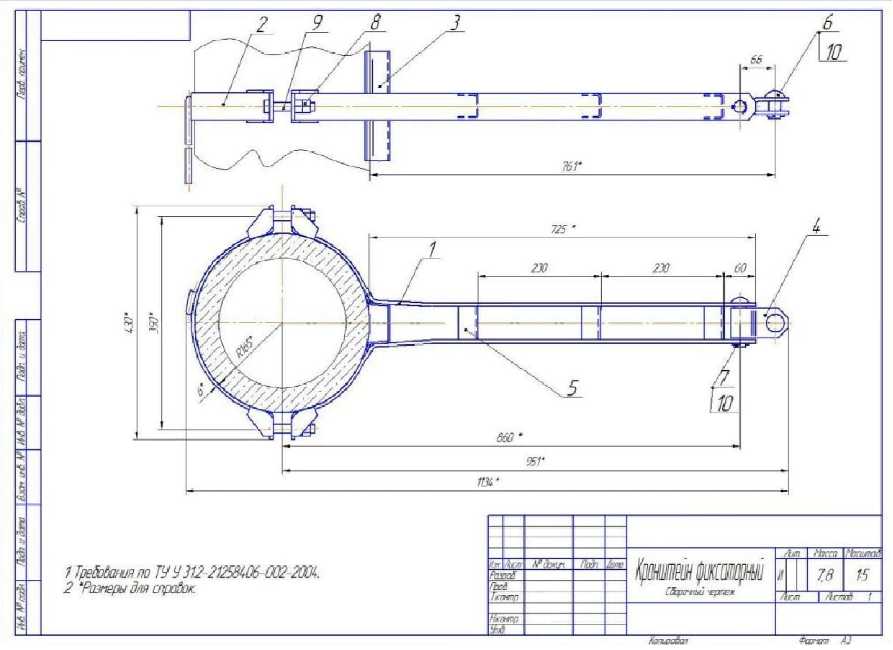 2 9 8 3 6
10
66
761*
725 *
1
4
230 230 60
430*
390*
R165*
6*
5
7
10
860 *
951*
1134*
1 Требования по ТУ У 31.2-21258406-002-2004.
2 *Размеры для справок.
Перв. примен.
Справ. №
Подп. и дата
Инв. № дубл.
Взам. инв. №
Подп. и дата
Инв. № подл.
Изм. Лист № докум. Подп. Дата
Разраб.
Пров.
Т.контр.
Н.контр.
Утв.
Кронштейн фиксаторный
Сборочный чертеж
Лит. Масса Масштаб
И 7,8 1:5
Лист Листов 1
Копировал Формат А3